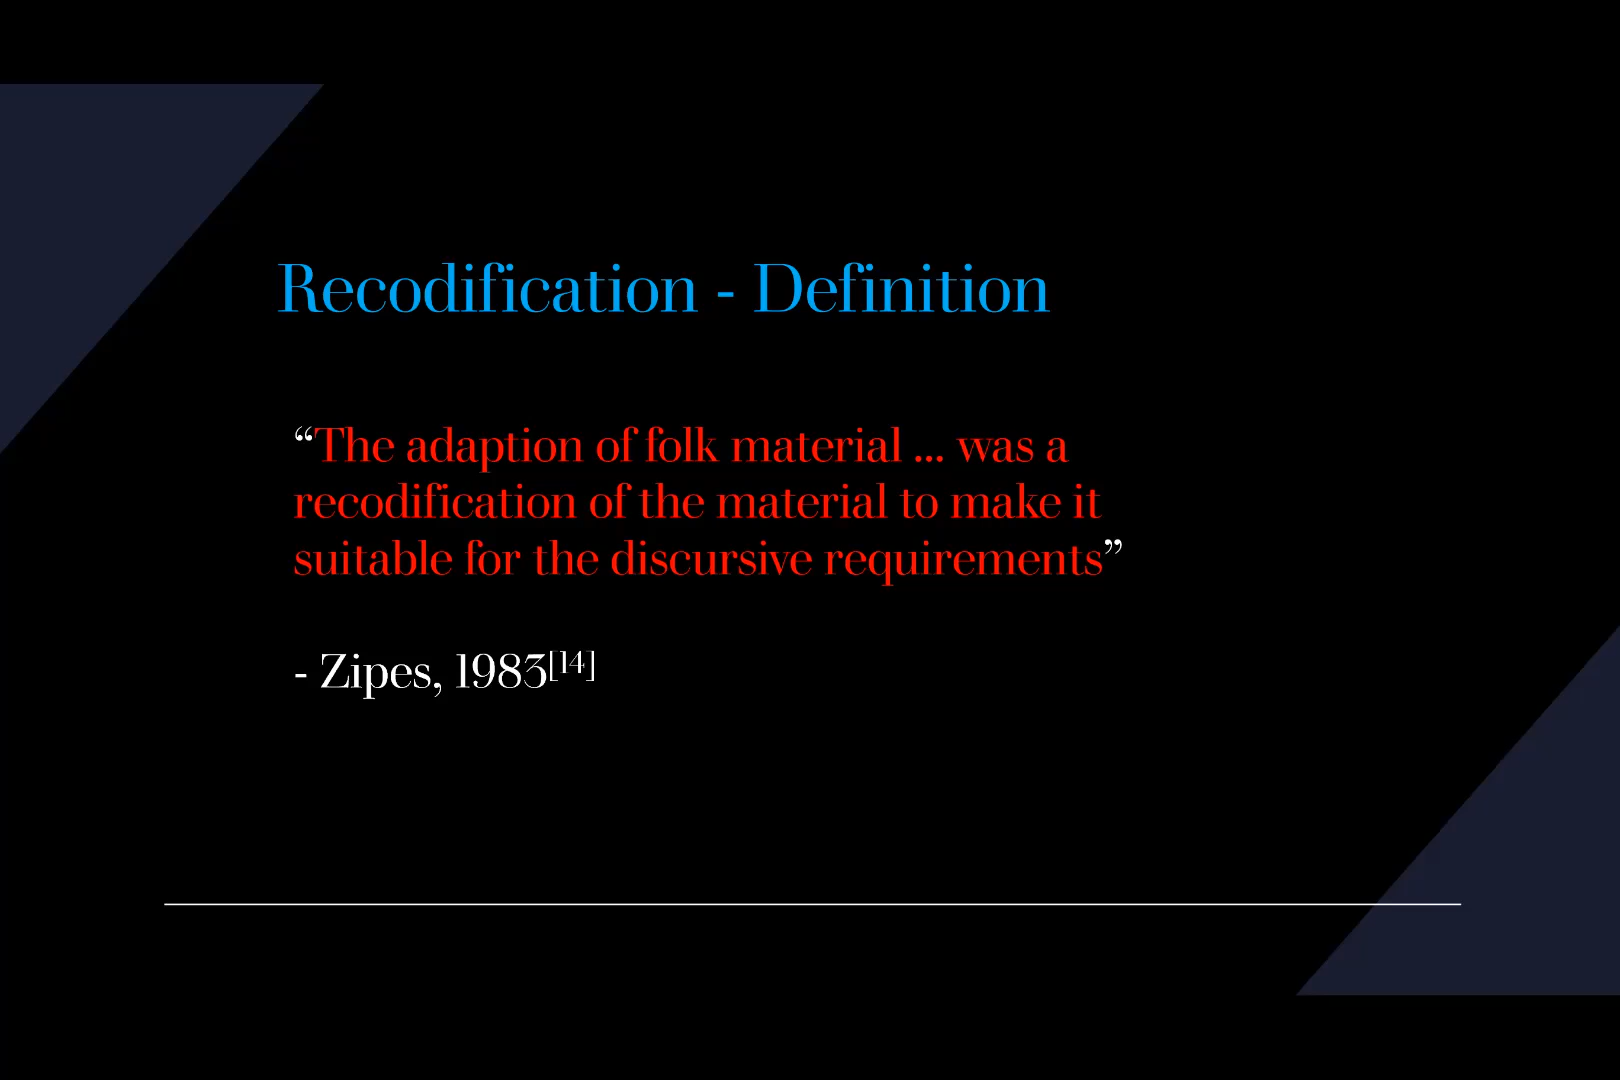 Recodification - Definition
“The adaption of folk material ... was a
recodification of the material to make it
suitable for the discursive requirements”
- Zipes, 1983[14]